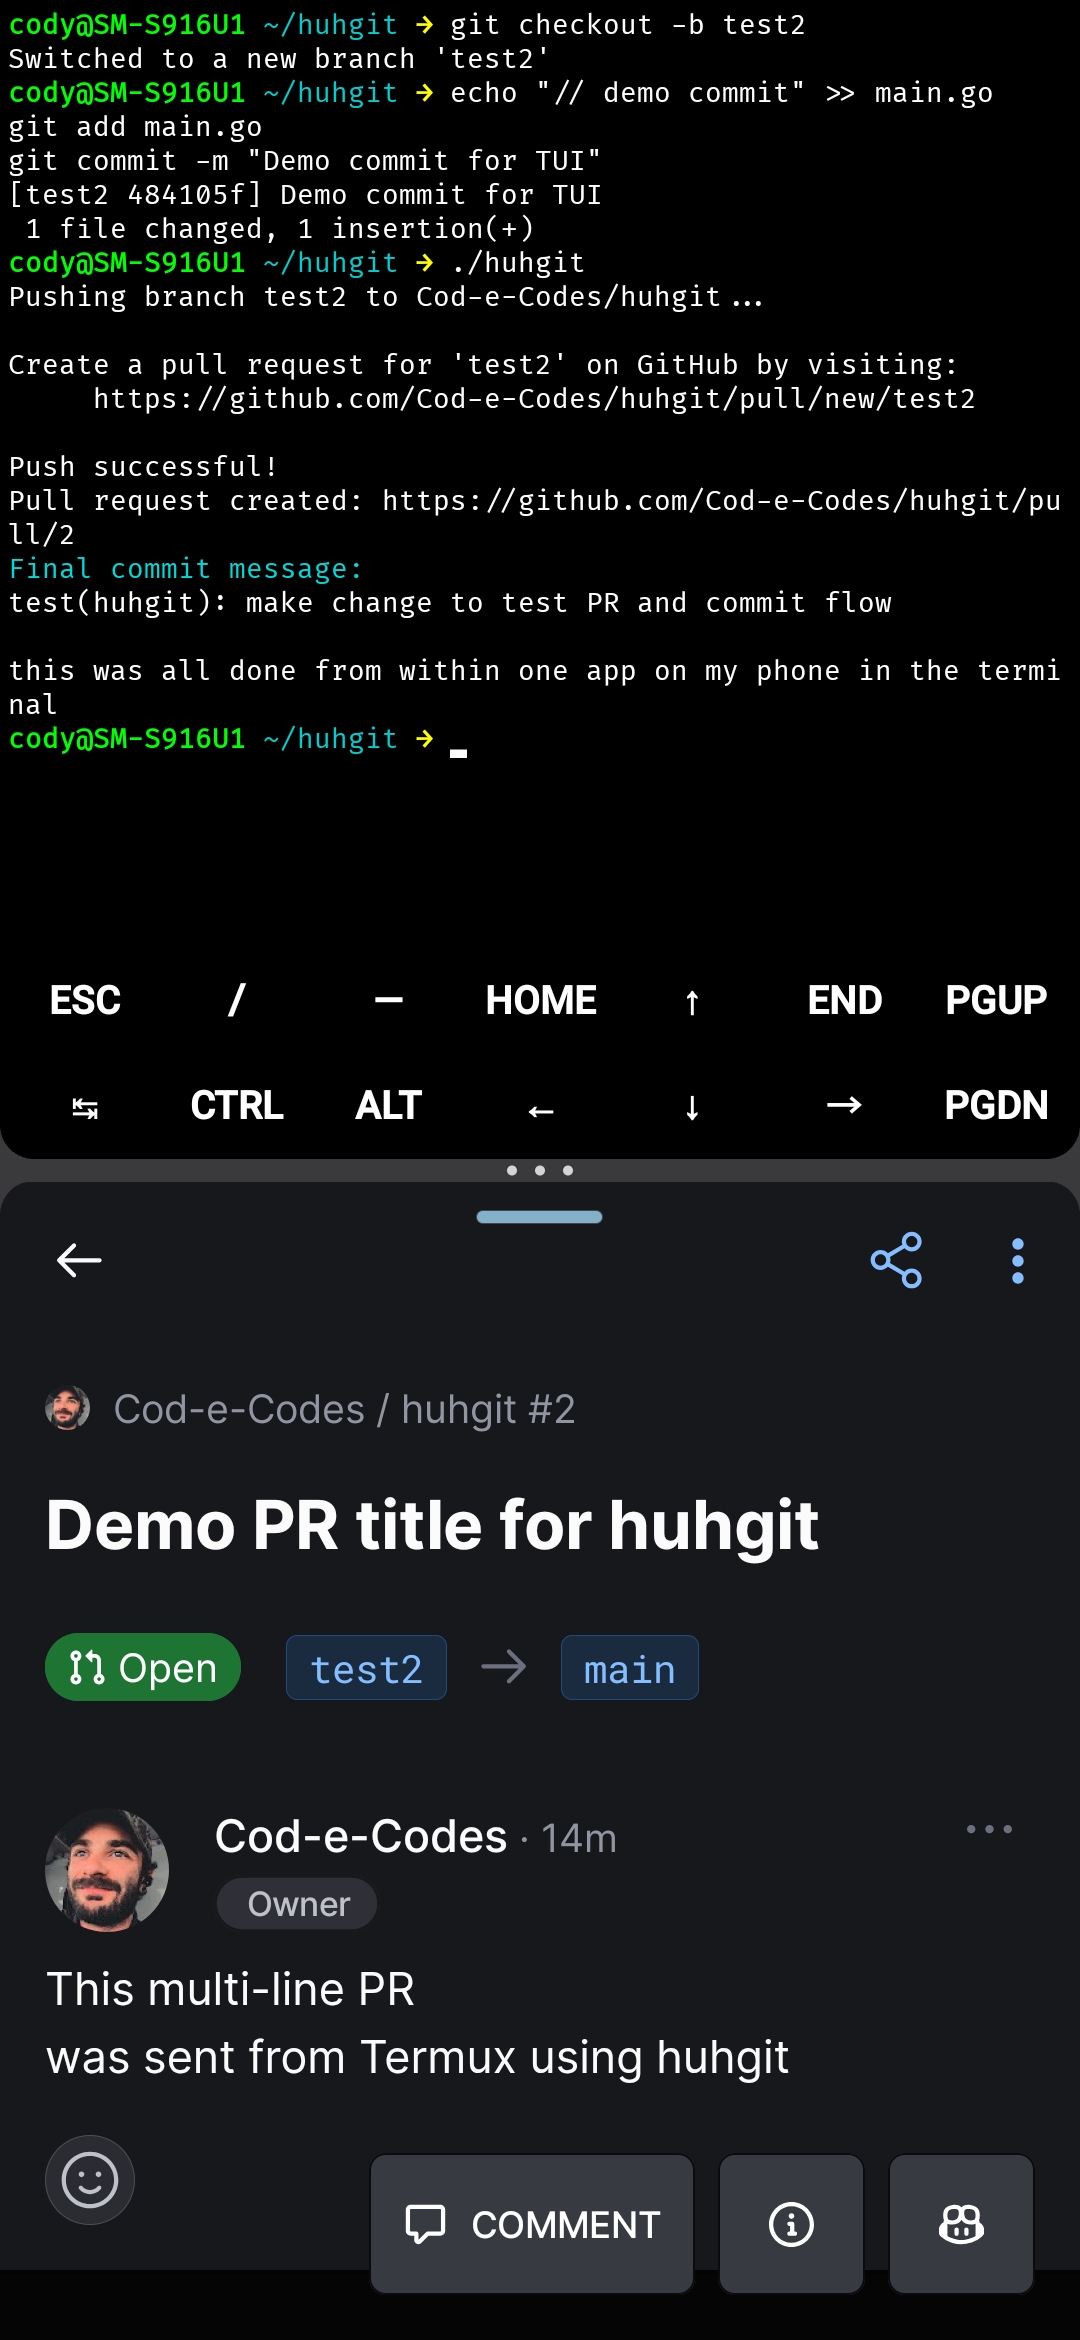 cody@SM-S916U1 ~/huhgit → git checkout -b test2
Switched to a new branch 'test2'
cody@SM-S916U1 ~/huhgit → echo "// demo commit" >> main.go
git add main.go
git commit -m "Demo commit for TUI"
[test2 484105f] Demo commit for TUI
 1 file changed, 1 insertion(+)
cody@SM-S916U1 ~/huhgit → ./huhgit
Pushing branch test2 to Cod-e-Codes/huhgit...
Create a pull request for 'test2' on GitHub by visiting:
     https://github.com/Cod-e-Codes/huhgit/pull/new/test2
Push successful!
Pull request created: https://github.com/Cod-e-Codes/huhgit/pu
ll/2
Final commit message:
test(huhgit): make change to test PR and commit flow
this was all done from within one app on my phone in the termi
nal
cody@SM-S916U1 ~/huhgit →
ESC / — HOME ↑ END PGUP
↹ CTRL ALT ← ↓ → PGDN
Cod-e-Codes / huhgit #2
Demo PR title for huhgit
Open test2 → main
Cod-e-Codes · 14m
Owner
This multi-line PR
was sent from Termux using huhgit
COMMENT